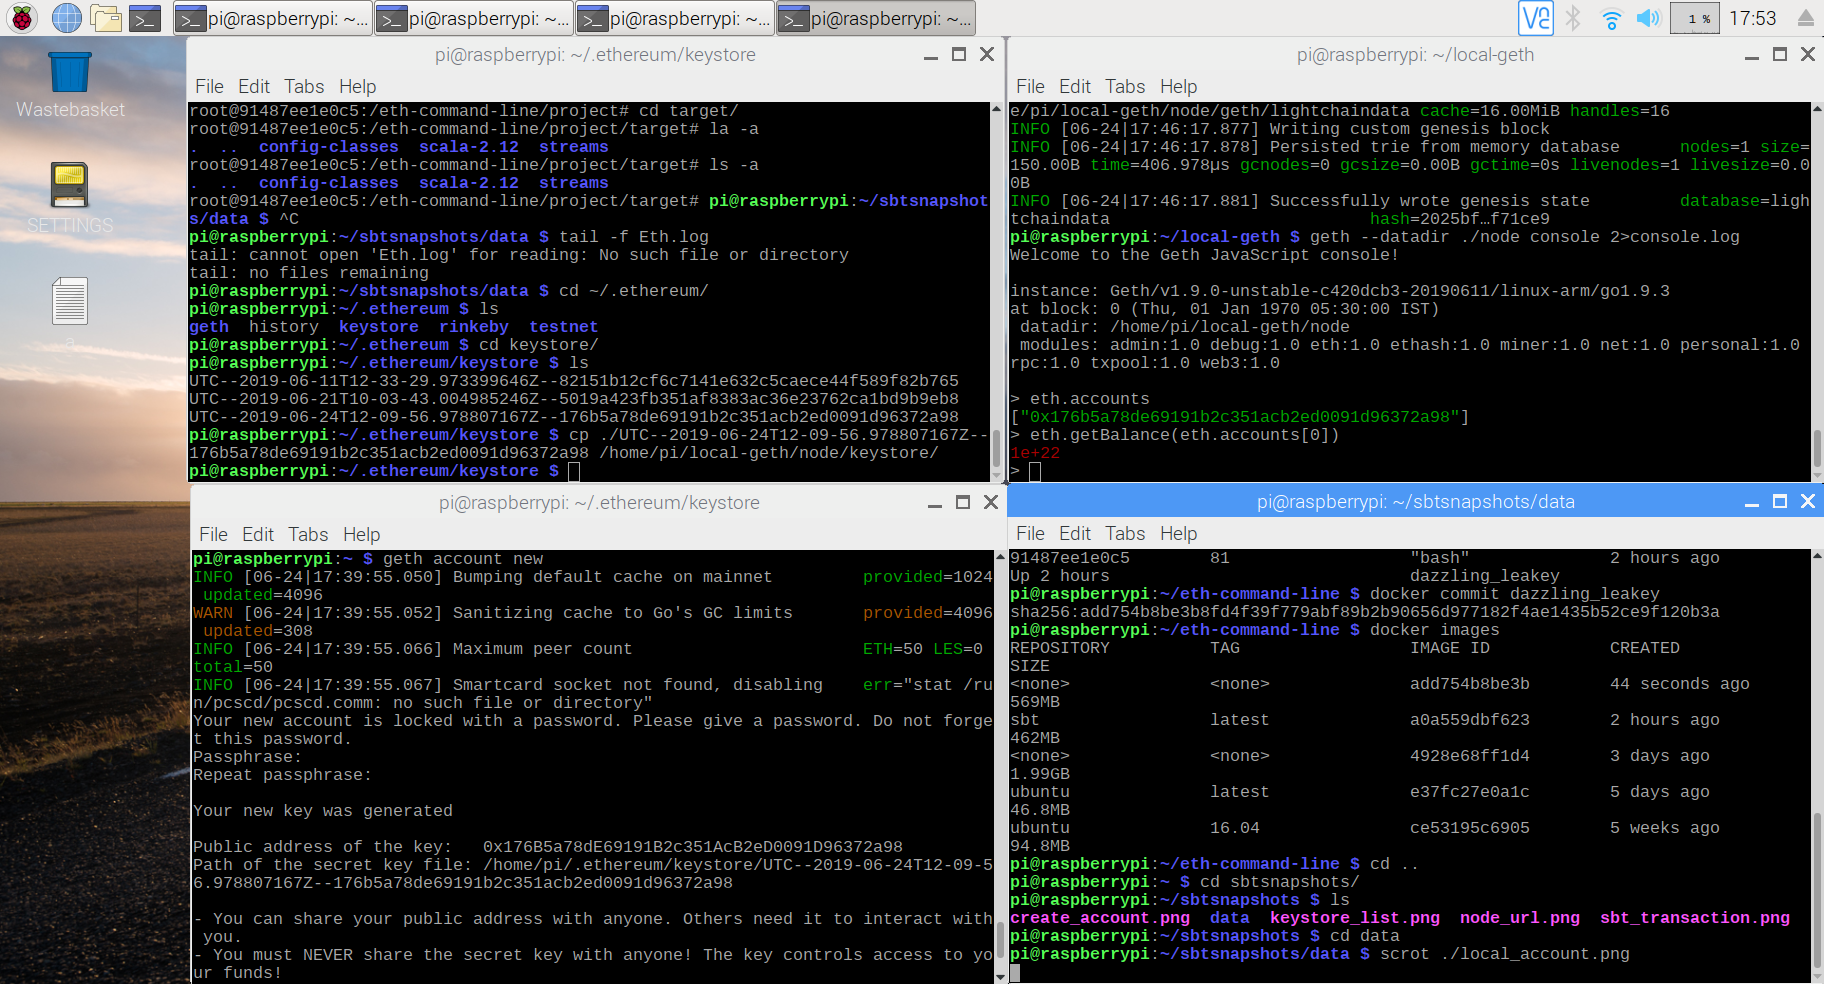 pi@raspberrypi: ~...
pi@raspberrypi: ~...
pi@raspberrypi: ~...
pi@raspberrypi: ~...
1 %
17:53
Wastebasket
SETTINGS
a
pi@raspberrypi: ~/.ethereum/keystore
File Edit Tabs Help
root@91487ee1e0c5:/eth-command-line/project# cd target/
root@91487ee1e0c5:/eth-command-line/project/target# la -a
. .. config-classes scala-2.12 streams
root@91487ee1e0c5:/eth-command-line/project/target# ls -a
. .. config-classes scala-2.12 streams
root@91487ee1e0c5:/eth-command-line/project/target# pi@raspberrypi:~/sbtsnapshot
s/data $ ^C
pi@raspberrypi:~/sbtsnapshots/data $ tail -f Eth.log
tail: cannot open 'Eth.log' for reading: No such file or directory
tail: no files remaining
pi@raspberrypi:~/sbtsnapshots/data $ cd ~/.ethereum/
pi@raspberrypi:~/.ethereum $ ls
geth history keystore rinkeby testnet
pi@raspberrypi:~/.ethereum $ cd keystore/
pi@raspberrypi:~/.ethereum/keystore $ ls
UTC--2019-06-11T12-33-29.973399646Z--82151b12cf6c7141e632c5caece44f589f82b765
UTC--2019-06-21T10-03-43.004985246Z--5019a423fb351af8383ac36e23762ca1bd9b9eb8
UTC--2019-06-24T12-09-56.978807167Z--176b5a78de69191b2c351acb2ed0091d96372a98
pi@raspberrypi:~/.ethereum/keystore $ cp ./UTC--2019-06-24T12-09-56.978807167Z--
176b5a78de69191b2c351acb2ed0091d96372a98 /home/pi/local-geth/node/keystore/
pi@raspberrypi:~/.ethereum/keystore $
pi@raspberrypi: ~/local-geth
File Edit Tabs Help
e/pi/local-geth/node/geth/lightchaindata cache=16.00MiB handles=16
INFO [06-24|17:46:17.877] Writing custom genesis block
INFO [06-24|17:46:17.878] Persisted trie from memory database nodes=1 size=
150.00B time=406.978µs gcnodes=0 gcsize=0.00B gctime=0s livenodes=1 livesize=0.0
0B
INFO [06-24|17:46:17.881] Successfully wrote genesis state database=ligh
tchaindata hash=2025bf…f71ce9
pi@raspberrypi:~/local-geth $ geth --datadir ./node console 2>console.log
Welcome to the Geth JavaScript console!
instance: Geth/v1.9.0-unstable-c420dcb3-20190611/linux-arm/go1.9.3
at block: 0 (Thu, 01 Jan 1970 05:30:00 IST)
datadir: /home/pi/local-geth/node
modules: admin:1.0 debug:1.0 eth:1.0 ethash:1.0 miner:1.0 net:1.0 personal:1.0
rpc:1.0 txpool:1.0 web3:1.0
> eth.accounts
["0x176b5a78de69191b2c351acb2ed0091d96372a98"]
> eth.getBalance(eth.accounts[0])
1e+22
>
pi@raspberrypi: ~/.ethereum/keystore
File Edit Tabs Help
pi@raspberrypi:~ $ geth account new
INFO [06-24|17:39:55.050] Bumping default cache on mainnet provided=1024
updated=4096
WARN [06-24|17:39:55.052] Sanitizing cache to Go's GC limits provided=4096
updated=308
INFO [06-24|17:39:55.066] Maximum peer count ETH=50 LES=0
total=50
INFO [06-24|17:39:55.067] Smartcard socket not found, disabling err="stat /ru
n/pcscd/pcscd.comm: no such file or directory"
Your new account is locked with a password. Please give a password. Do not forge
t this password.
Passphrase:
Repeat passphrase:
Your new key was generated
Public address of the key: 0x176B5a78dE69191B2c351AcB2eD0091D96372a98
Path of the secret key file: /home/pi/.ethereum/keystore/UTC--2019-06-24T12-09-5
6.978807167Z--176b5a78de69191b2c351acb2ed0091d96372a98
- You can share your public address with anyone. Others need it to interact with
you.
- You must NEVER share the secret key with anyone! The key controls access to yo
ur funds!
pi@raspberrypi: ~/sbtsnapshots/data
File Edit Tabs Help
91487ee1e0c5 81 "bash" 2 hours ago
Up 2 hours dazzling_leakey
pi@raspberrypi:~/eth-command-line $ docker commit dazzling_leakey
sha256:add754b8be3b8fd4f39f779abf89b2b90656d977182f4ae1435b52ce9f120b3a
pi@raspberrypi:~/eth-command-line $ docker images
REPOSITORY TAG IMAGE ID CREATED
SIZE
<none> <none> add754b8be3b 44 seconds ago
569MB
sbt latest a0a559dbf623 2 hours ago
462MB
<none> <none> 4928e68ff1d4 3 days ago
1.99GB
ubuntu latest e37fc27e0a1c 5 days ago
46.8MB
ubuntu 16.04 ce53195c6905 5 weeks ago
94.8MB
pi@raspberrypi:~/eth-command-line $ cd ..
pi@raspberrypi:~ $ cd sbtsnapshots/
pi@raspberrypi:~/sbtsnapshots $ ls
create_account.png data keystore_list.png node_url.png sbt_transaction.png
pi@raspberrypi:~/sbtsnapshots $ cd data
pi@raspberrypi:~/sbtsnapshots/data $ scrot ./local_account.png